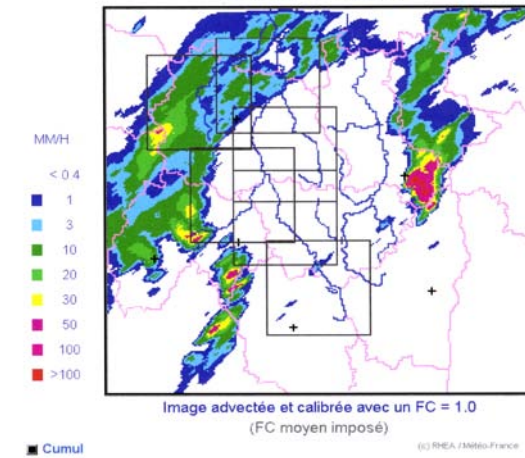 MM/H
< 0.4
1
3
10
20
30
50
100
>100
Image advectée et calibrée avec un FC = 1.0
(FC moyen imposé)
(c) RHEA / Météo-France
Cumul